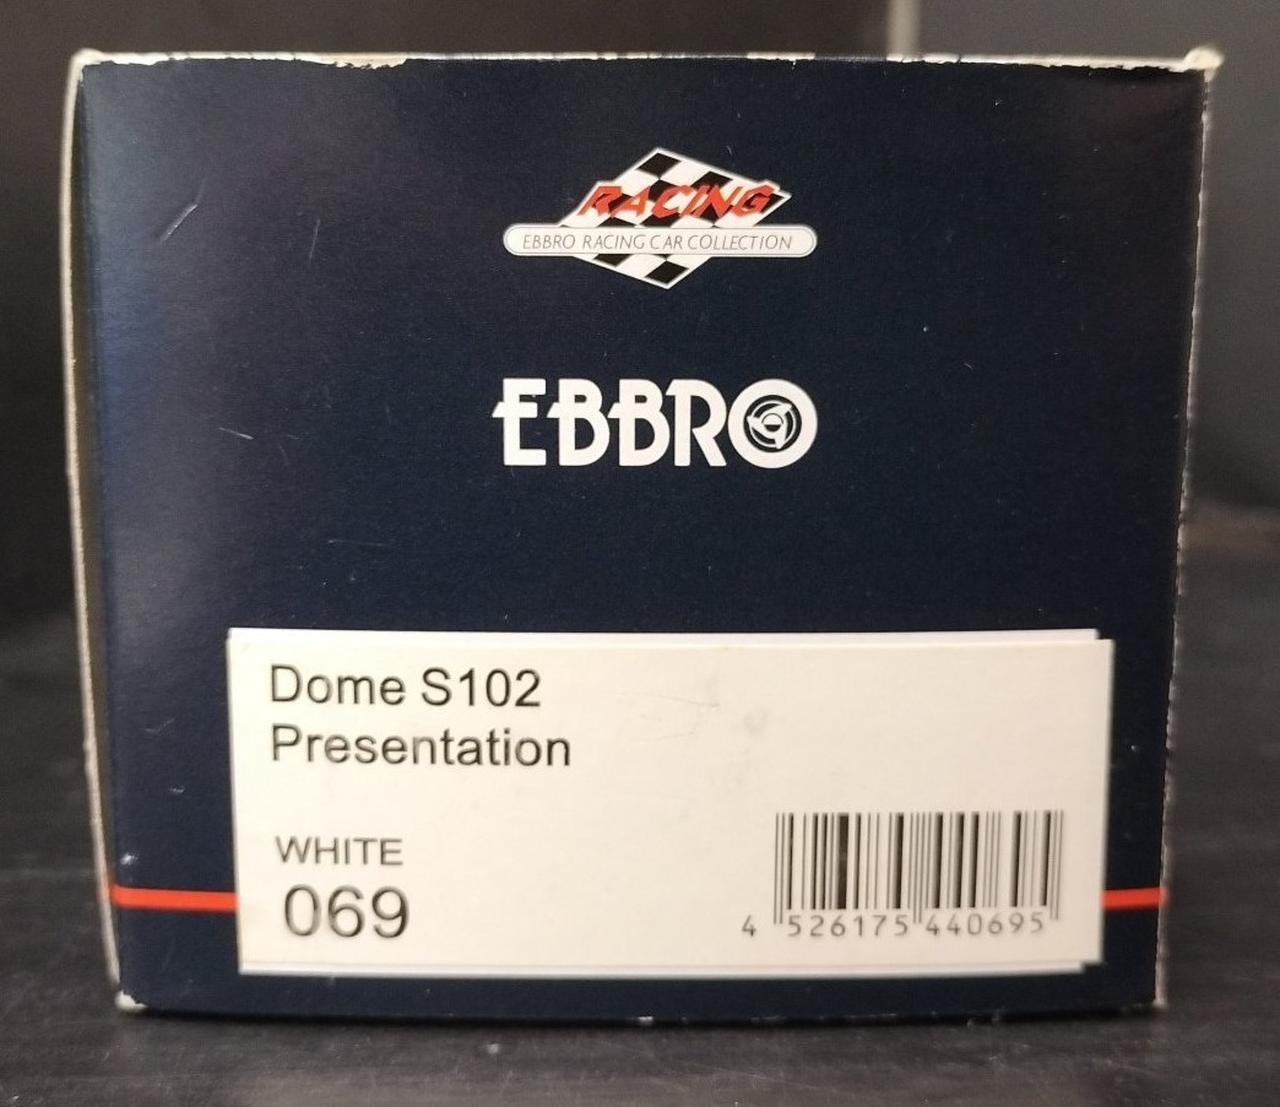 RACING
EBBRO RACING CAR COLLECTION
EBBRO
Dome S102
Presentation
WHITE
069
4 526175 440695